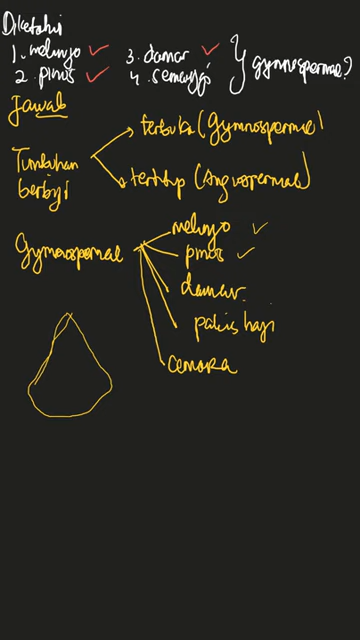 Diketahui
1. melinjo 3. damar
2. pinus 4. semanggi } gymnospermae?
Jawab
terbuka (Gymnospermae)
Tumbuhan
berbiji
tertutup (Angiospermae)
melinjo
Gymnospermae
pinus
damar
pakis haji
cemara